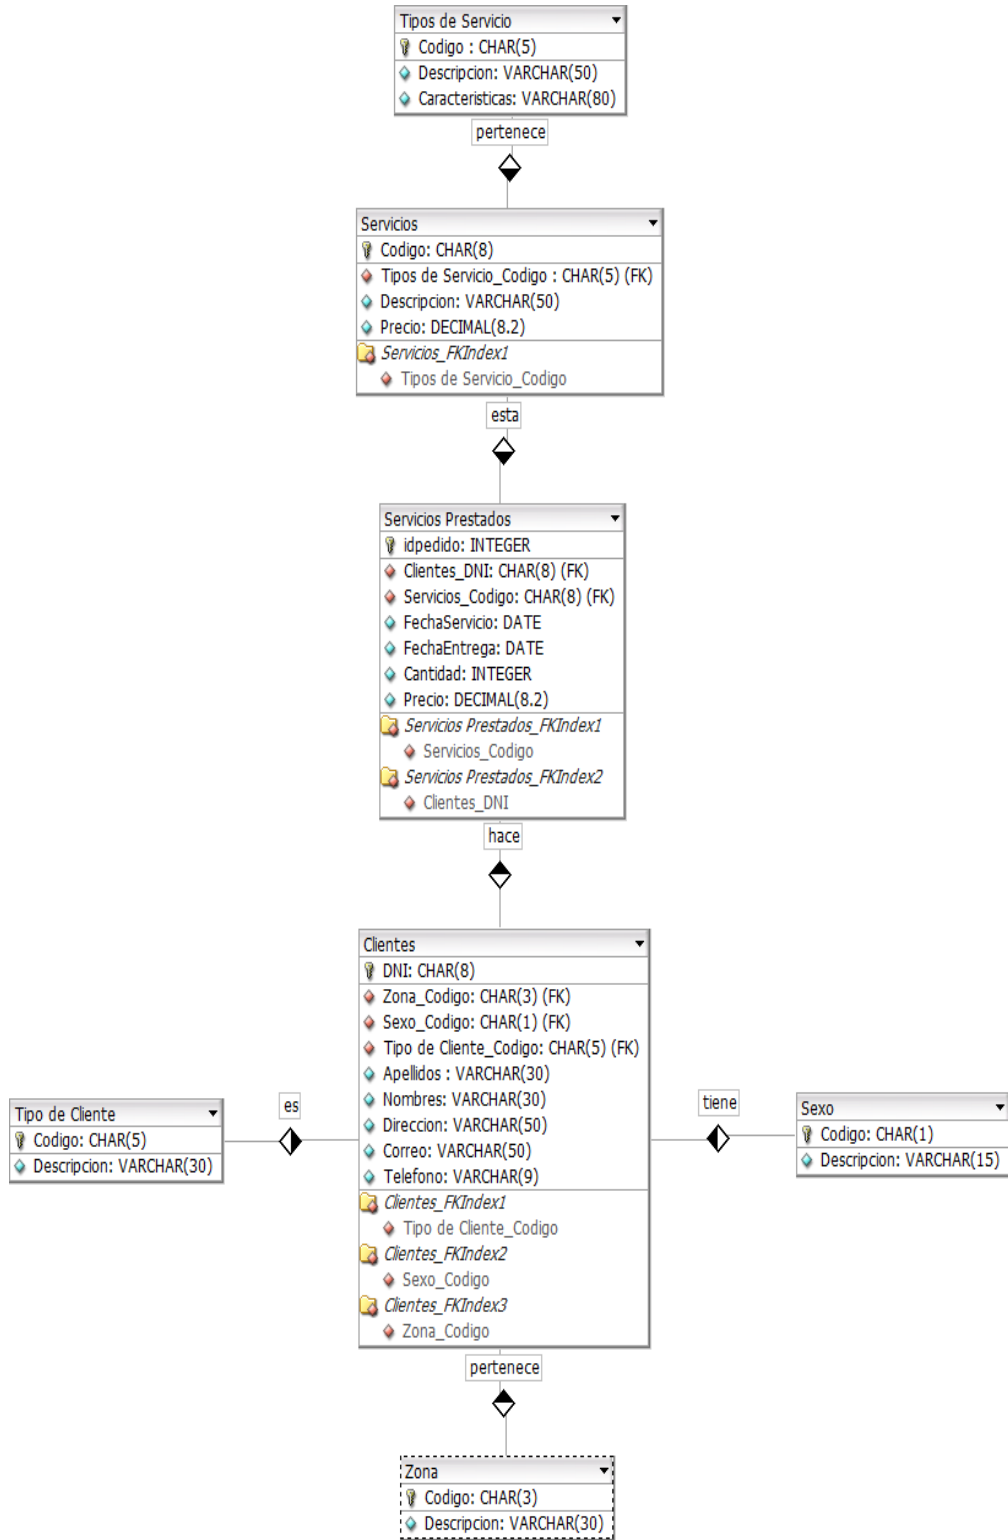 Tipos de Servicio
Codigo : CHAR(5)
Descripcion: VARCHAR(50)
Caracteristicas: VARCHAR(80)
pertenece
Servicios
Codigo: CHAR(8)
Tipos de Servicio_Codigo : CHAR(5) (FK)
Descripcion: VARCHAR(50)
Precio: DECIMAL(8.2)
Servicios_FKIndex1
Tipos de Servicio_Codigo
esta
Servicios Prestados
idpedido: INTEGER
Clientes_DNI: CHAR(8) (FK)
Servicios_Codigo: CHAR(8) (FK)
FechaServicio: DATE
FechaEntrega: DATE
Cantidad: INTEGER
Precio: DECIMAL(8.2)
Servicios Prestados_FKIndex1
Servicios_Codigo
Servicios Prestados_FKIndex2
Clientes_DNI
hace
Clientes
DNI: CHAR(8)
Zona_Codigo: CHAR(3) (FK)
Sexo_Codigo: CHAR(1) (FK)
Tipo de Cliente_Codigo: CHAR(5) (FK)
Apellidos : VARCHAR(30)
Nombres: VARCHAR(30)
Direccion: VARCHAR(50)
Correo: VARCHAR(50)
Telefono: VARCHAR(9)
Clientes_FKIndex1
Tipo de Cliente_Codigo
Clientes_FKIndex2
Sexo_Codigo
Clientes_FKIndex3
Zona_Codigo
es
Tipo de Cliente
Codigo: CHAR(5)
Descripcion: VARCHAR(30)
tiene
Sexo
Codigo: CHAR(1)
Descripcion: VARCHAR(15)
pertenece
Zona
Codigo: CHAR(3)
Descripcion: VARCHAR(30)